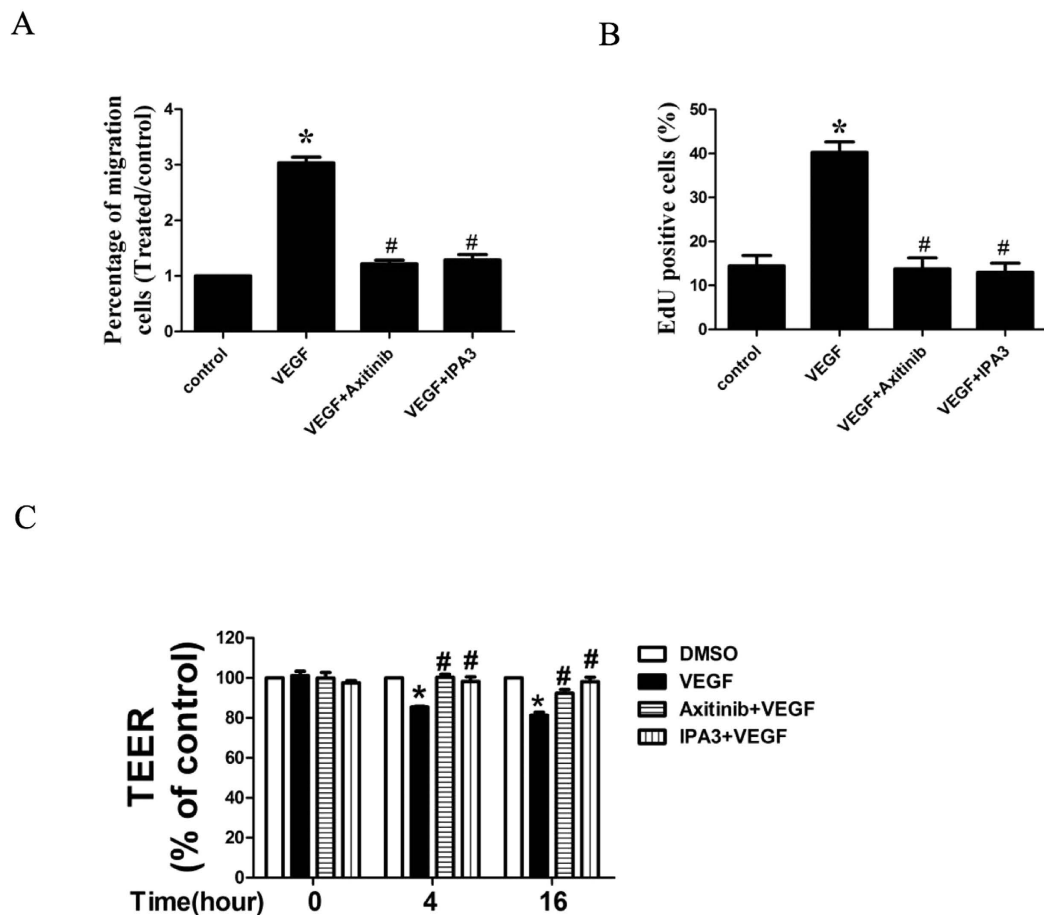 A
Percentage of migration
cells (Treated/control)
4
3
2
1
0
*
#
#
control
VEGF
VEGF+Axitinib
VEGF+IPA3
B
EdU positive cells (%)
50
40
30
20
10
0
*
#
#
control
VEGF
VEGF+Axitinib
VEGF+IPA3
C
TEER
(% of control)
120
100
80
60
40
20
0
*
#
#
*
#
#
Time(hour) 0 4 16
DMSO
VEGF
Axitinib+VEGF
IPA3+VEGF